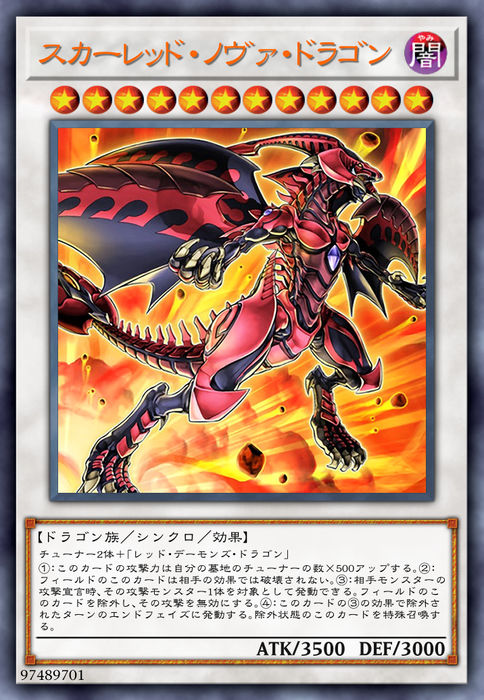 スカーレッド・ノヴァ・ドラゴン
やみ
闇
【ドラゴン族／シンクロ／効果】
チューナー2体＋「レッド・デーモンズ・ドラゴン」
①：このカードの攻撃力は自分の墓地のチューナーの数×500アップする。②：
フィールドのこのカードは相手の効果では破壊されない。③：相手モンスターの
攻撃宣言時、その攻撃モンスター1体を対象として発動できる。フィールドのこ
のカードを除外し、その攻撃を無効にする。④：このカードの③の効果で除外さ
れたターンのエンドフェイズに発動する。除外状態のこのカードを特殊召喚す
る。
ATK/3500 DEF/3000
97489701